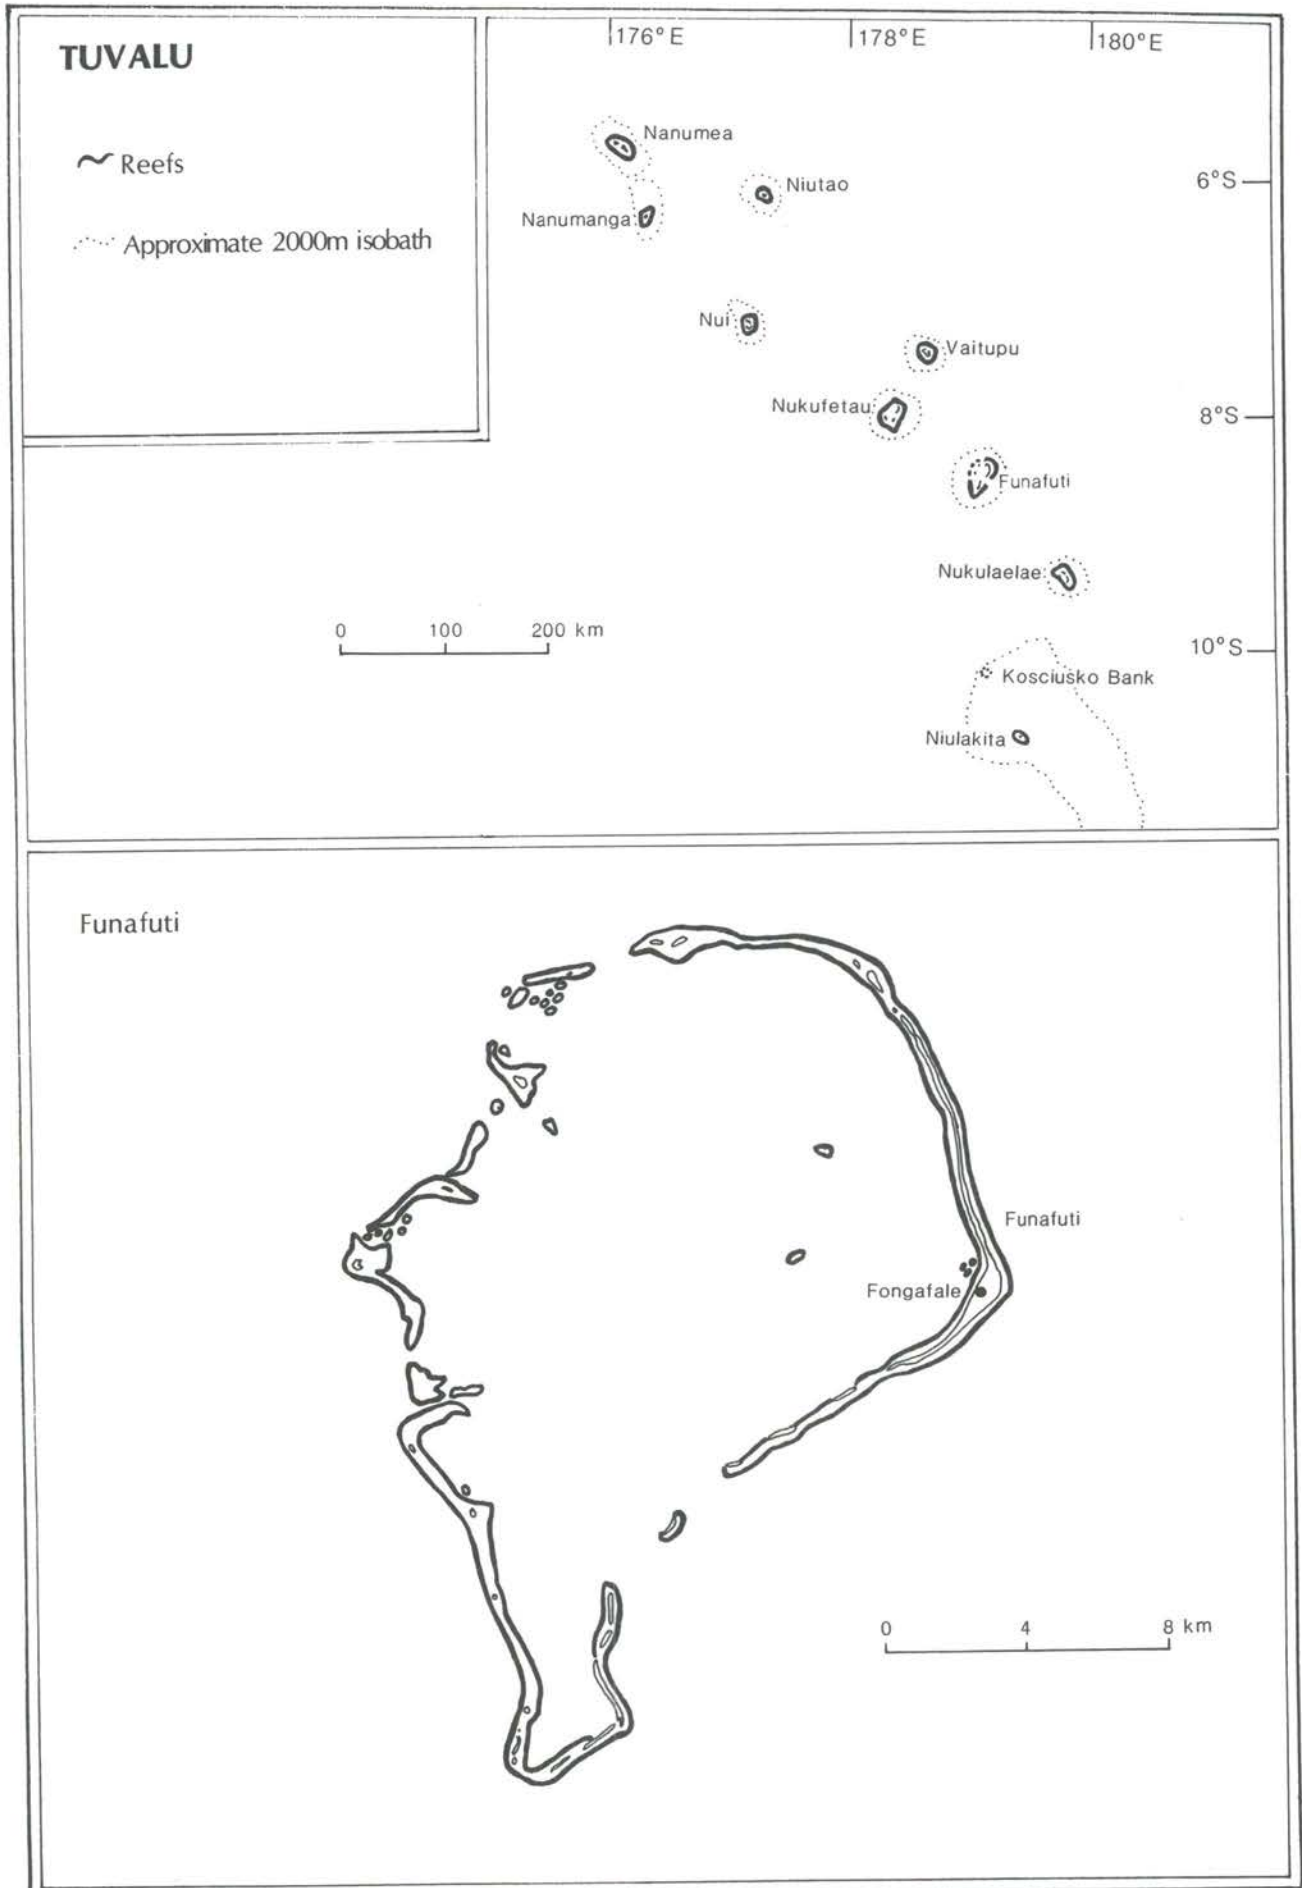 TUVALU
Reefs
Approximate 2000m isobath
176°E
178°E
180°E
Nanumea
6°S
Niutao
Nanumanga
Nui
Vaitupu
Nukufetau
8°S
Funafuti
Nukulaelae
0 100 200 km
10°S
Kosciusko Bank
Niulakita
Funafuti
Funafuti
Fongafale
0 4 8 km